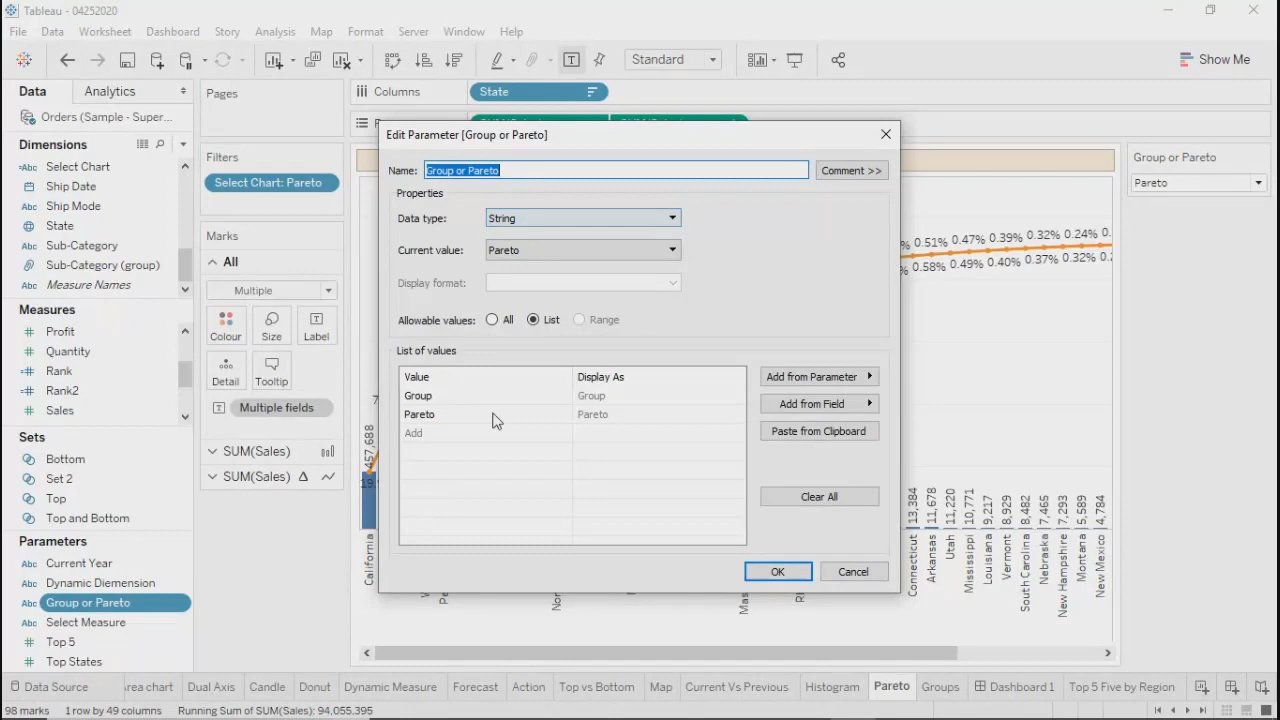 Tableau - 04252020
File Data Worksheet Dashboard Story Analysis Map Format Server Window Help
Standard
Show Me
Data Analytics
Pages
Columns
State
Orders (Sample - Super...
Dimensions
Select Chart
Ship Date
Ship Mode
State
Sub-Category
Sub-Category (group)
Measure Names
Measures
Profit
Quantity
Rank
Rank2
Sales
Sets
Bottom
Set 2
Top
Top and Bottom
Parameters
Current Year
Dynamic Diemension
Group or Pareto
Select Measure
Top 5
Top States
Filters
Select Chart: Pareto
Marks
All
Multiple
Colour Size Label
Detail Tooltip
Multiple fields
SUM(Sales)
SUM(Sales) Δ
Edit Parameter [Group or Pareto]
Name: Group or Pareto
Comment >>
Properties
Data type: String
Current value: Pareto
Display format:
Allowable values: All List Range
List of values
Value Display As
Group Group
Pareto Pareto
Add
Add from Parameter
Add from Field
Paste from Clipboard
Clear All
OK Cancel
Group or Pareto
Pareto
0.51% 0.47% 0.39% 0.32% 0.24% 0.
0.58% 0.49% 0.40% 0.37% 0.32%
457,688
13,384
11,678
11,220
10,771
9,217
8,929
8,482
7,465
7,293
5,589
4,784
California
Connecticut
Arkansas
Utah
Mississippi
Louisiana
Vermont
South Carolina
Nebraska
New Hampshire
Montana
New Mexico
Data Source Area chart Dual Axis Candle Donut Dynamic Measure Forecast Action Top vs Bottom Map Current Vs Previous Histogram Pareto Groups Dashboard 1 Top 5 Five by Region
98 marks 1 row by 49 columns Running Sum of SUM(Sales): 94,055,395